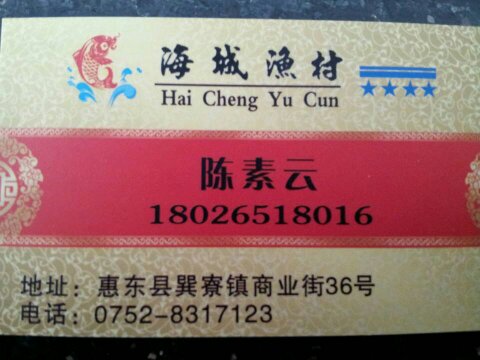 海城渔村
Hai Cheng Yu Cun
陈素云
18026518016
地址：惠东县巽寮镇商业街36号
电话：0752-8317123